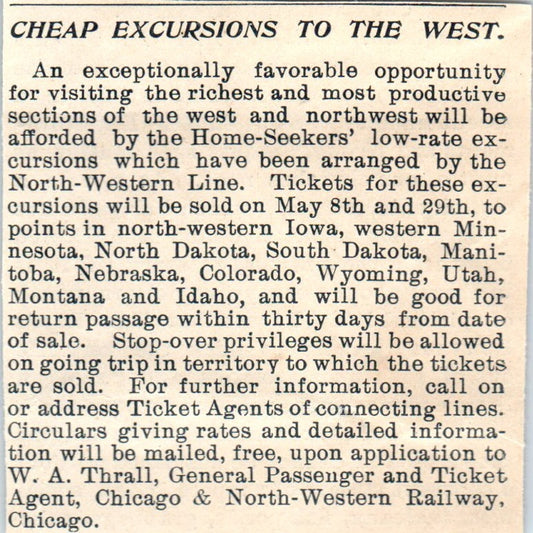 CHEAP EXCURSIONS TO THE WEST.
An exceptionally favorable opportunity
for visiting the richest and most productive
sections of the west and northwest will be
afforded by the Home-Seekers' low-rate ex-
cursions which have been arranged by the
North-Western Line. Tickets for these ex-
cursions will be sold on May 8th and 29th, to
points in north-western Iowa, western Min-
nesota, North Dakota, South Dakota, Mani-
toba, Nebraska, Colorado, Wyoming, Utah,
Montana and Idaho, and will be good for
return passage within thirty days from date
of sale. Stop-over privileges will be allowed
on going trip in territory to which the tickets
are sold. For further information, call on
or address Ticket Agents of connecting lines.
Circulars giving rates and detailed informa-
tion will be mailed, free, upon application to
W. A. Thrall, General Passenger and Ticket
Agent, Chicago & North-Western Railway,
Chicago.